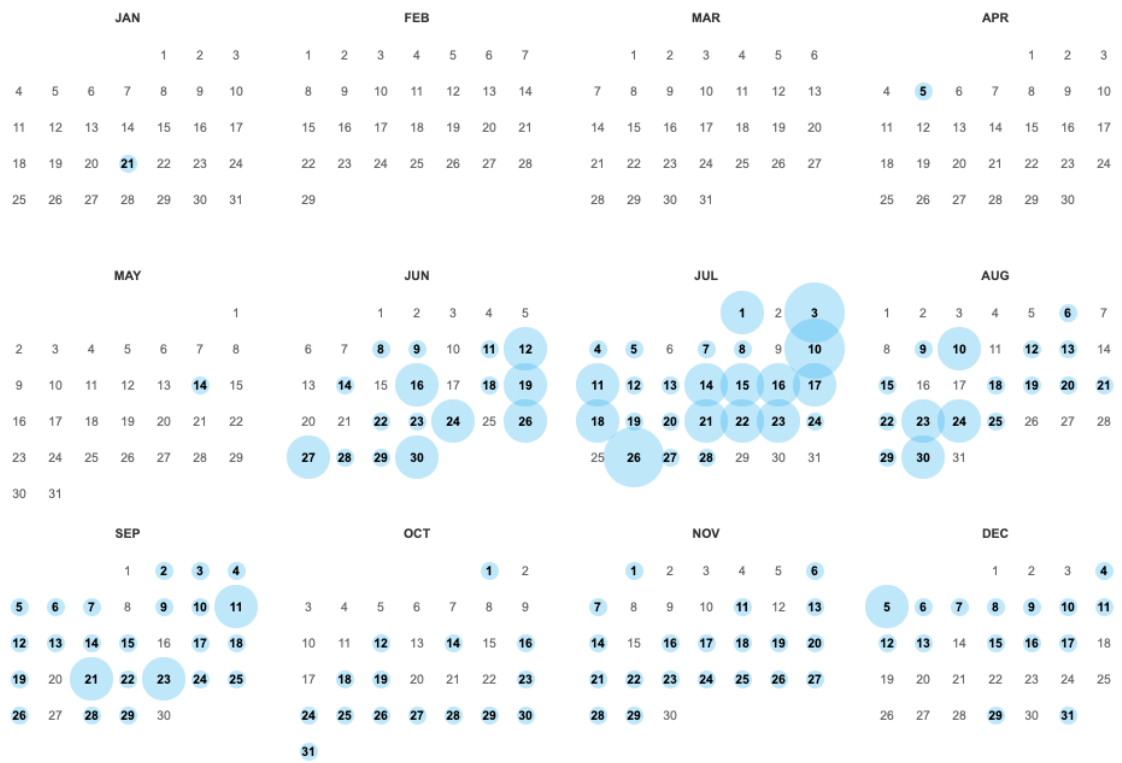 JAN FEB MAR APR
1 2 3 1 2 3 4 5 6 7 1 2 3 4 5 6 1 2 3
4 5 6 7 8 9 10 8 9 10 11 12 13 14 7 8 9 10 11 12 13 4 5 6 7 8 9 10
11 12 13 14 15 16 17 15 16 17 18 19 20 21 14 15 16 17 18 19 20 11 12 13 14 15 16 17
18 19 20 21 22 23 24 22 23 24 25 26 27 28 21 22 23 24 25 26 27 18 19 20 21 22 23 24
25 26 27 28 29 30 31 29 28 29 30 31 25 26 27 28 29 30
MAY JUN JUL AUG
1 1 2 3 4 5 1 2 3 1 2 3 4 5 6 7
2 3 4 5 6 7 8 6 7 8 9 10 11 12 4 5 6 7 8 9 10 8 9 10 11 12 13 14
9 10 11 12 13 14 15 13 14 15 16 17 18 19 11 12 13 14 15 16 17 15 16 17 18 19 20 21
16 17 18 19 20 21 22 20 21 22 23 24 25 26 18 19 20 21 22 23 24 22 23 24 25 26 27 28
23 24 25 26 27 28 29 27 28 29 30 25 26 27 28 29 30 31 29 30 31
30 31
SEP OCT NOV DEC
1 2 3 4 1 2 1 2 3 4 5 6 1 2 3 4
5 6 7 8 9 10 11 3 4 5 6 7 8 9 7 8 9 10 11 12 13 5 6 7 8 9 10 11
12 13 14 15 16 17 18 10 11 12 13 14 15 16 14 15 16 17 18 19 20 12 13 14 15 16 17 18
19 20 21 22 23 24 25 17 18 19 20 21 22 23 21 22 23 24 25 26 27 19 20 21 22 23 24 25
26 27 28 29 30 24 25 26 27 28 29 30 28 29 30 26 27 28 29 30 31
31